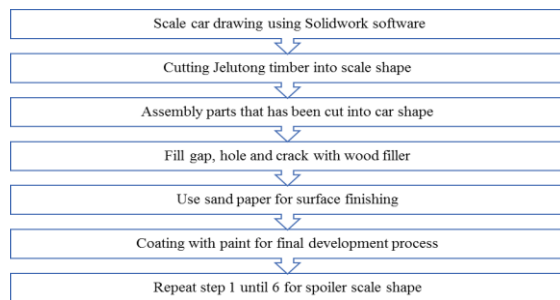 Scale car drawing using Solidwork software
Cutting Jelutong timber into scale shape
Assembly parts that has been cut into car shape
Fill gap, hole and crack with wood filler
Use sand paper for surface finishing
Coating with paint for final development process
Repeat step 1 until 6 for spoiler scale shape